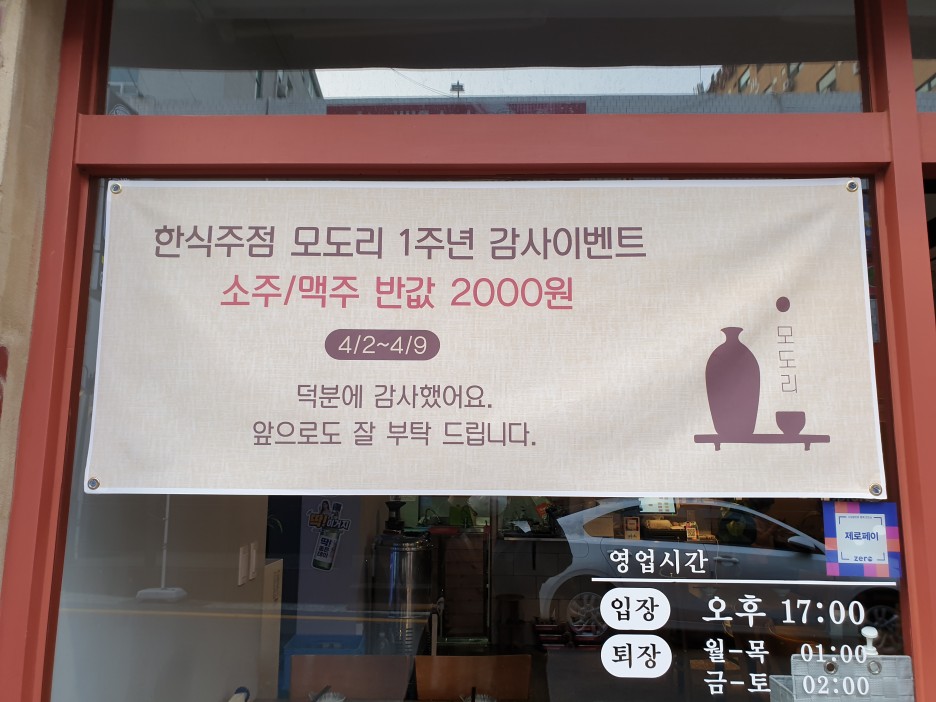 한식주점 모도리 1주년 감사이벤트
소주/맥주 반값 2000원
4/2~4/9
덕분에 감사했어요.
앞으로도 잘 부탁 드립니다.
모도리
제로페이
zero
영업시간
입장 오후 17:00
퇴장 월-목 01:00
금-토 02:00